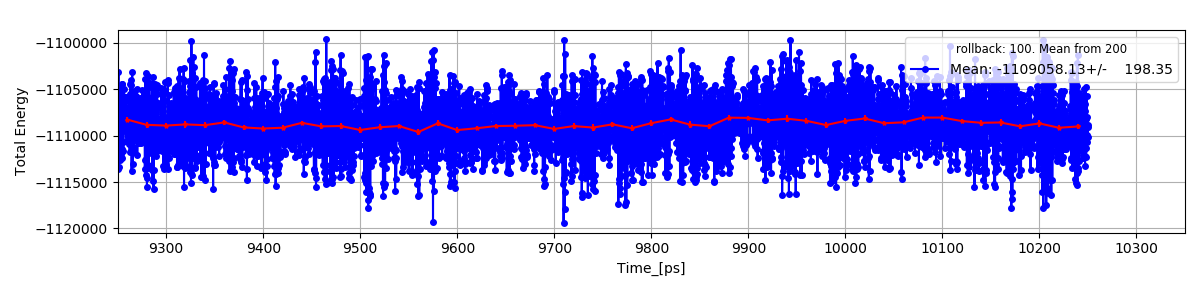 −1100000
−1105000
−1110000
−1115000
−1120000
Total Energy
rollback: 100. Mean from 200
Mean: -1109058.13+/- 198.35
9300 9400 9500 9600 9700 9800 9900 10000 10100 10200 10300
Time_[ps]